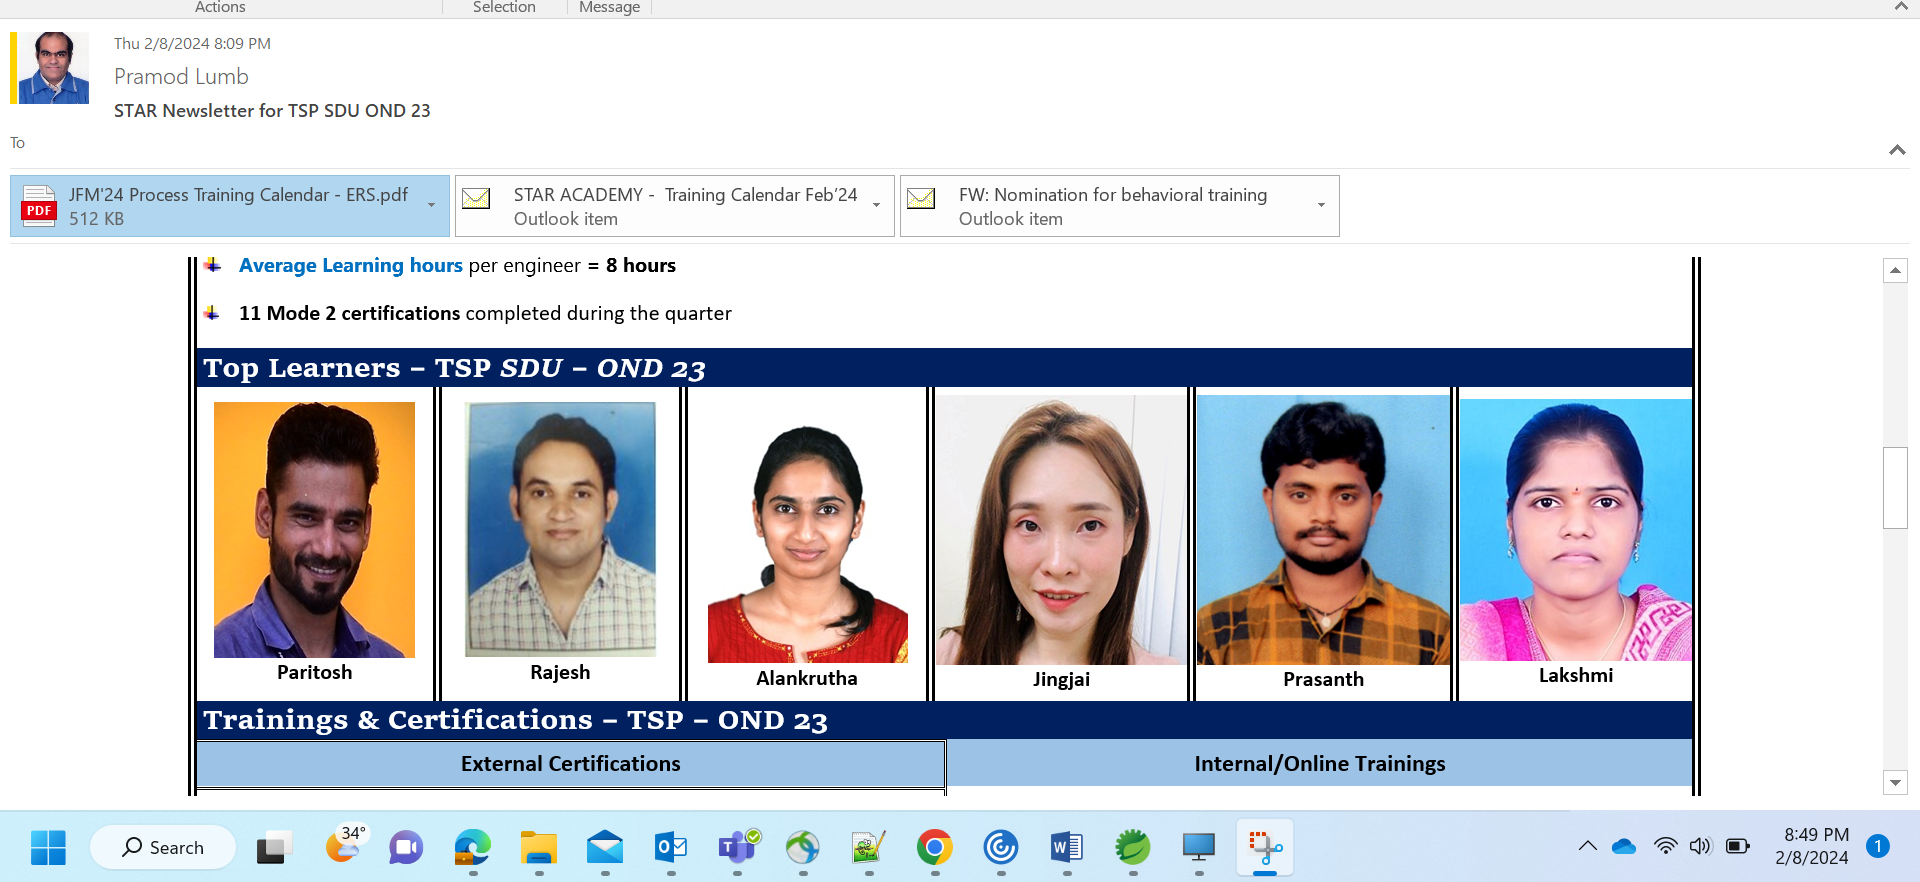 Actions Selection Message
Thu 2/8/2024 8:09 PM
Pramod Lumb
STAR Newsletter for TSP SDU OND 23
To
JFM'24 Process Training Calendar - ERS.pdf
512 KB
PDF
STAR ACADEMY - Training Calendar Feb'24
Outlook item
FW: Nomination for behavioral training
Outlook item
Average Learning hours per engineer = 8 hours
11 Mode 2 certifications completed during the quarter
Top Learners – TSP SDU – OND 23
Paritosh
Rajesh
Alankrutha
Jingjai
Prasanth
Lakshmi
Trainings & Certifications – TSP – OND 23
External Certifications
Internal/Online Trainings
Search
34°
8:49 PM
2/8/2024
1